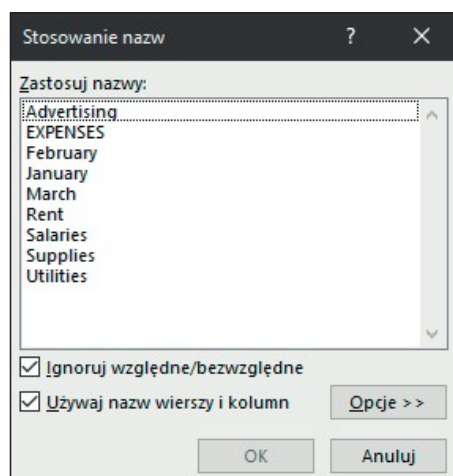 Stosowanie nazw ? ×
Zastosuj nazwy:
Advertising
EXPENSES
February
January
March
Rent
Salaries
Supplies
Utilities
Ignoruj względne/bezwzględne
Używaj nazw wierszy i kolumn Opcje >>
OK Anuluj